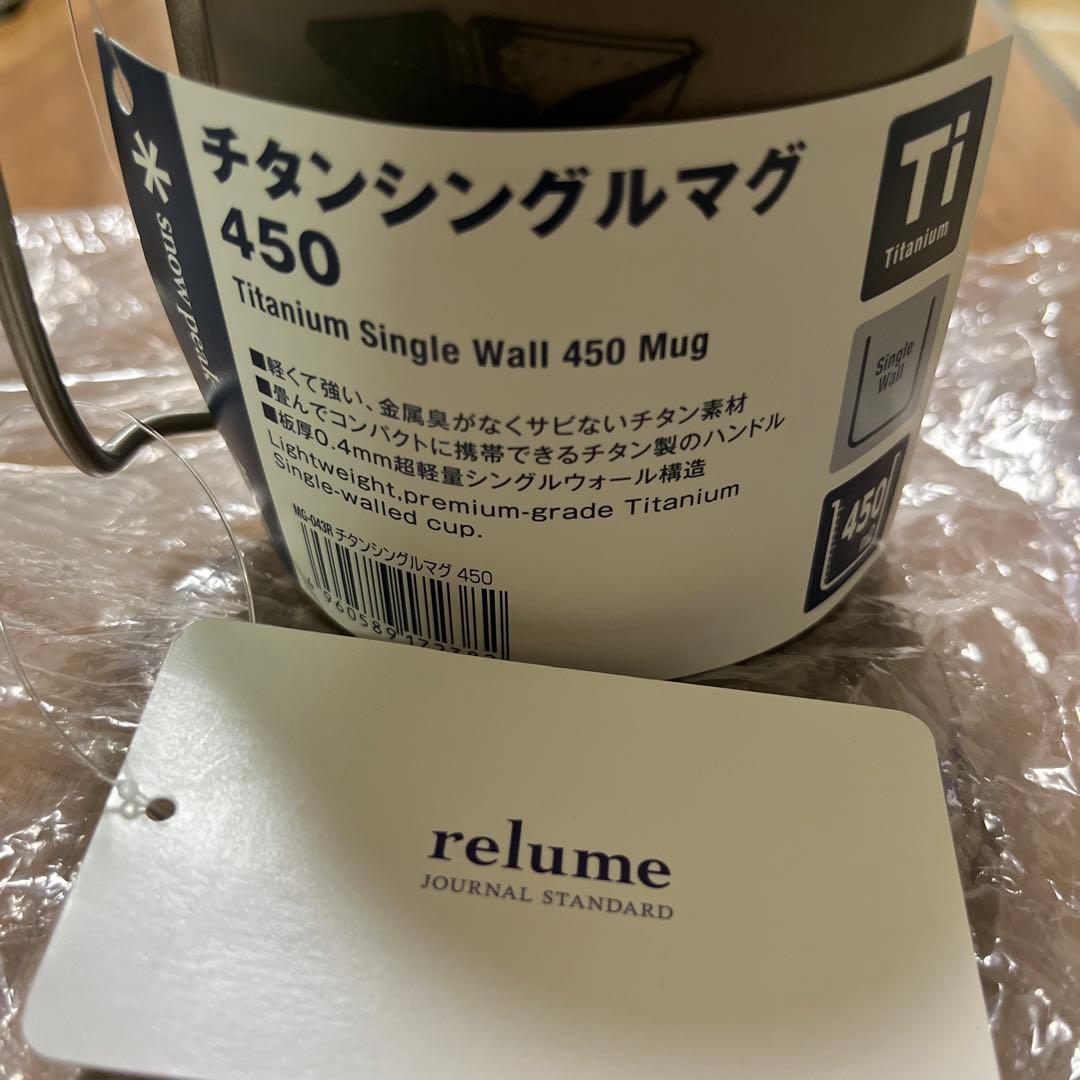 snow peak
チタンシングルマグ
450
Titanium Single Wall 450 Mug
■軽くて強い、金属臭がなくサビないチタン素材
■畳んでコンパクトに携帯できるチタン製のハンドル
■板厚0.4mm超軽量シングルウォール構造
Lightweight,premium-grade Titanium
Single-walled cup.
MG-043R チタンシングルマグ 450
Ti
Titanium
Single
Wall
450
relume
JOURNAL STANDARD